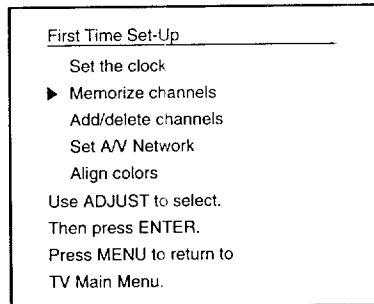 First Time Set-Up
Set the clock
▶ Memorize channels
Add/delete channels
Set A/V Network
Align colors
Use ADJUST to select.
Then press ENTER.
Press MENU to return to
TV Main Menu.